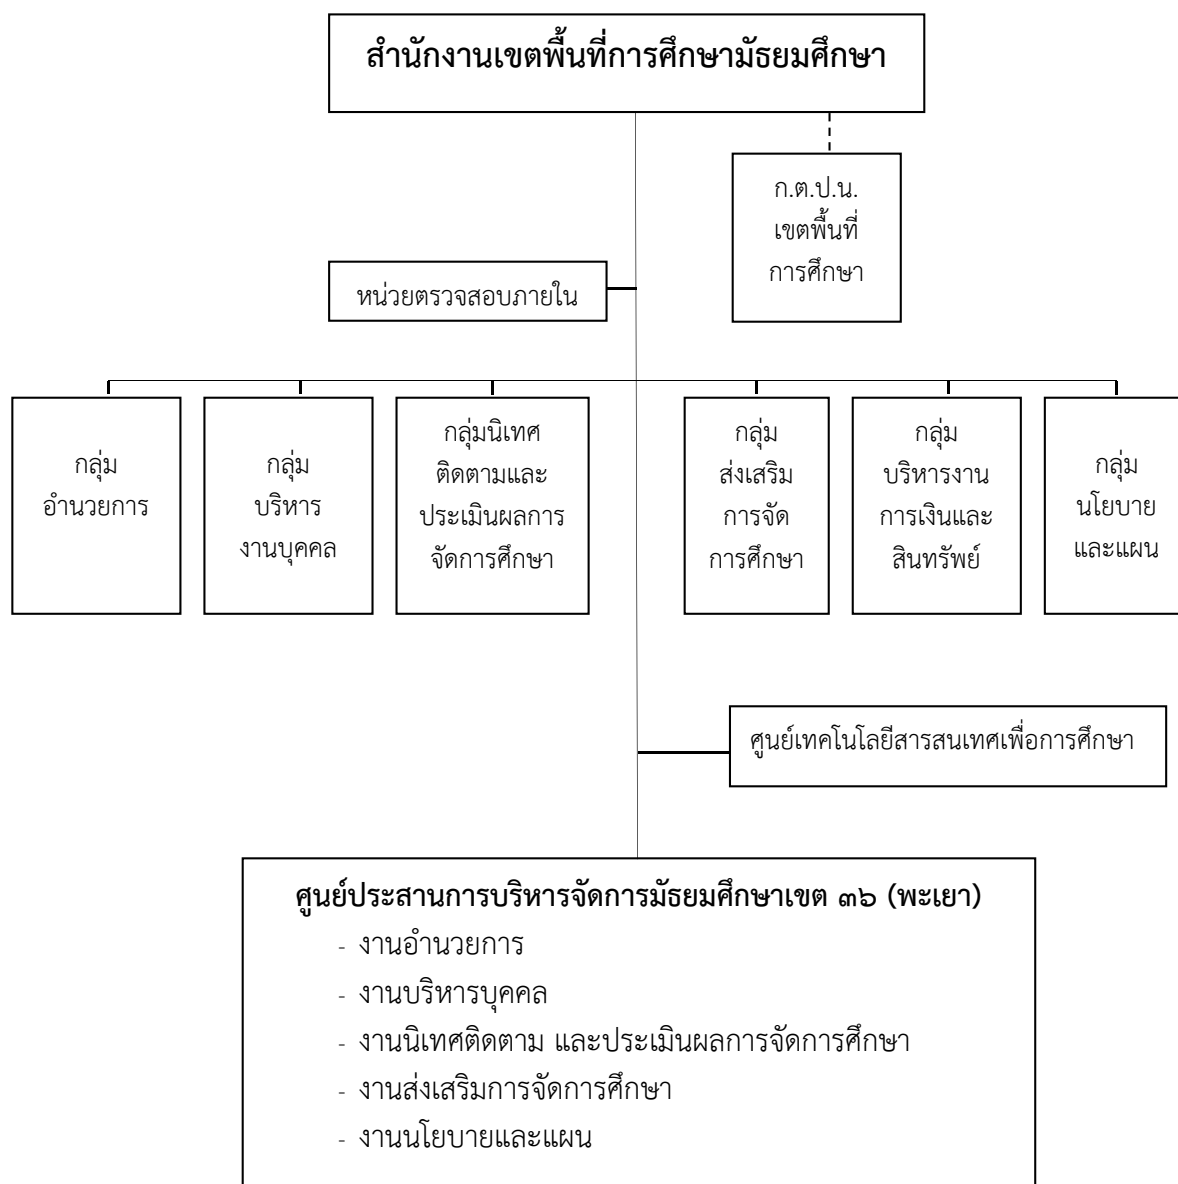 สำนักงานเขตพื้นที่การศึกษามัธยมศึกษา
ก.ต.ป.น.
เขตพื้นที่
การศึกษา
หน่วยตรวจสอบภายใน
กลุ่ม
อำนวยการ
กลุ่ม
บริหาร
งานบุคคล
กลุ่มนิเทศ
ติดตามและ
ประเมินผลการ
จัดการศึกษา
กลุ่ม
ส่งเสริม
การจัด
การศึกษา
กลุ่ม
บริหารงาน
การเงินและ
สินทรัพย์
กลุ่ม
นโยบาย
และแผน
ศูนย์เทคโนโลยีสารสนเทศเพื่อการศึกษา
ศูนย์ประสานการบริหารจัดการมัธยมศึกษาเขต ๓๖ (พะเยา)
- งานอำนวยการ
- งานบริหารบุคคล
- งานนิเทศติดตาม และประเมินผลการจัดการศึกษา
- งานส่งเสริมการจัดการศึกษา
- งานนโยบายและแผน